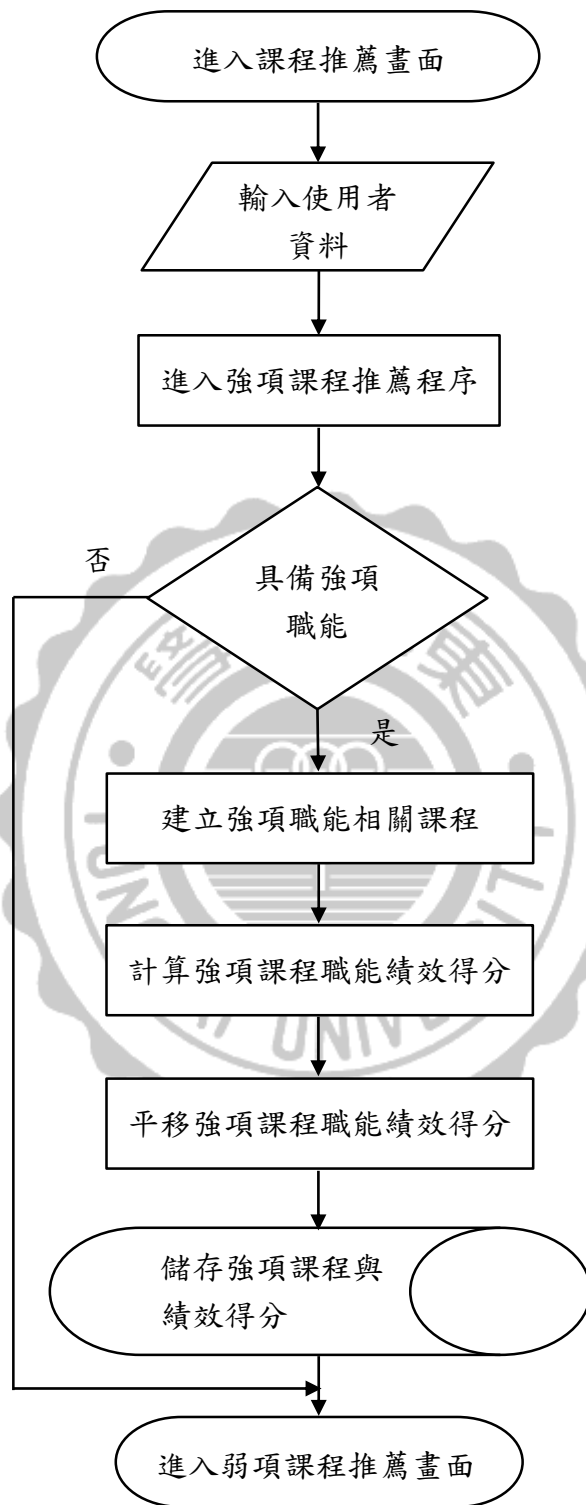 進入課程推薦畫面
輸入使用者
資料
進入強項課程推薦程序
具備強項
職能
否
是
建立強項職能相關課程
計算強項課程職能績效得分
平移強項課程職能績效得分
儲存強項課程與
績效得分
進入弱項課程推薦畫面